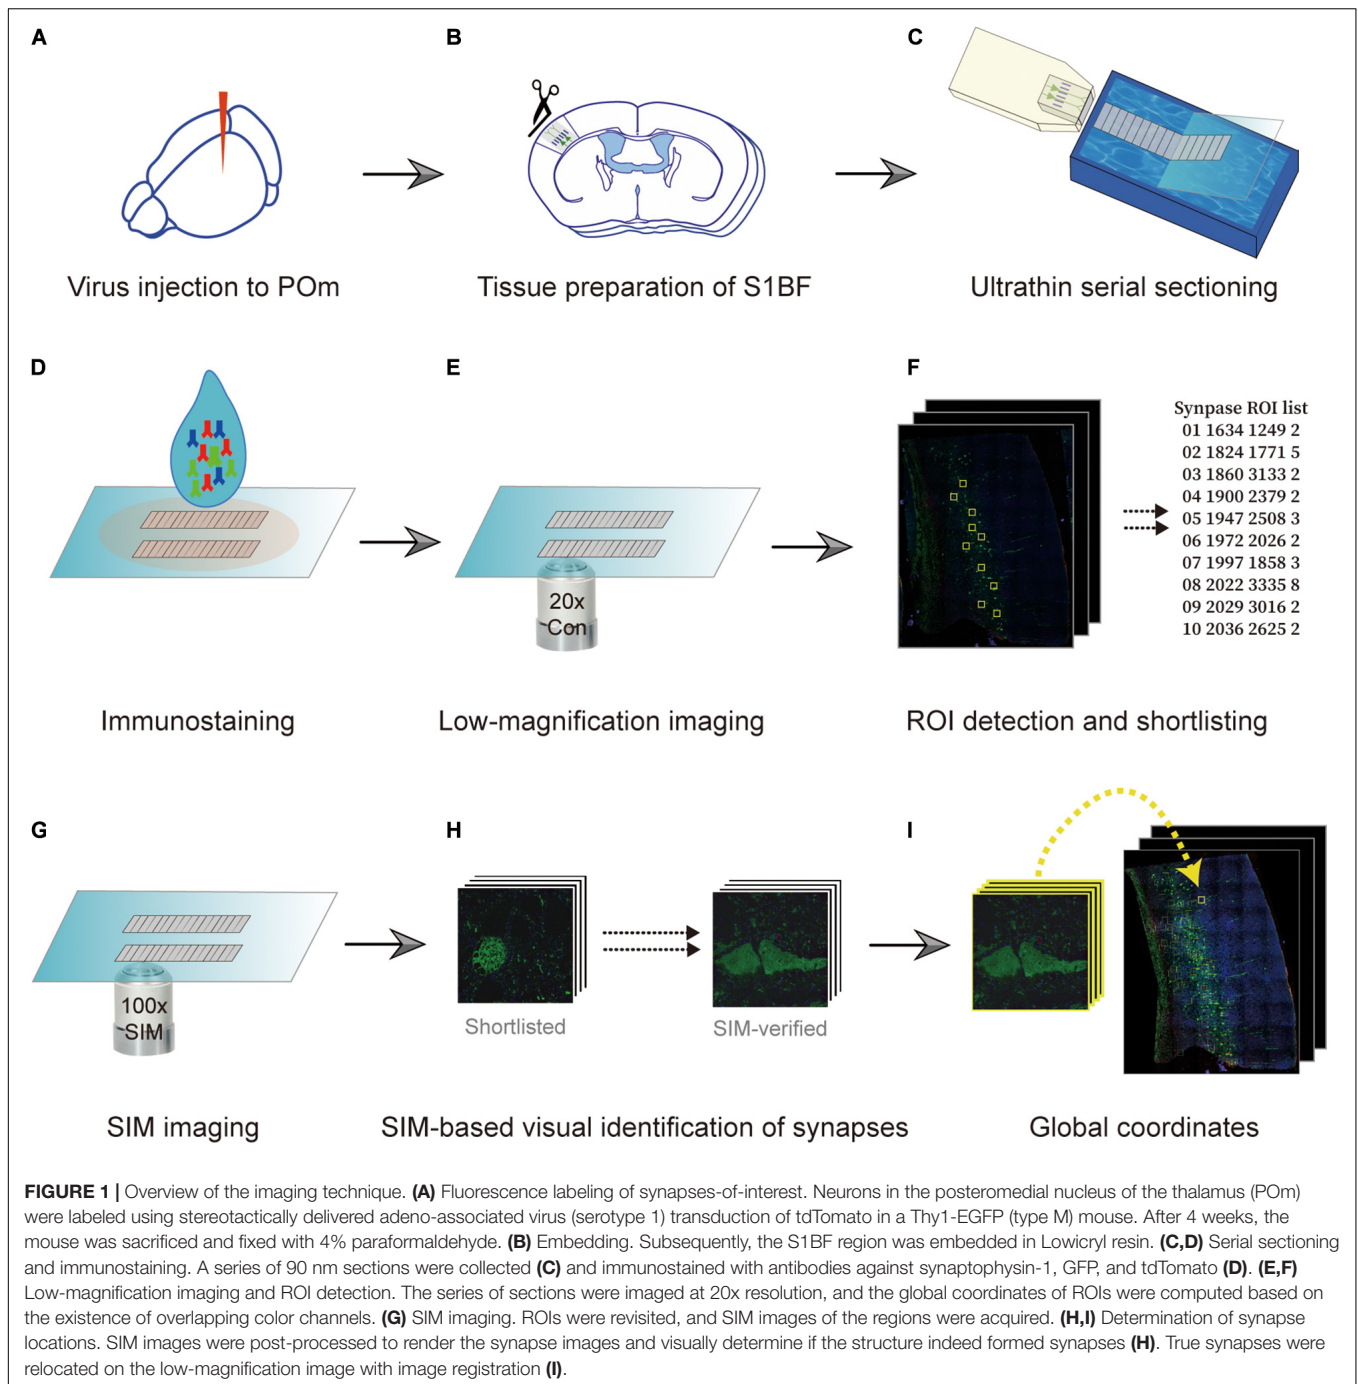 A
B
C
Virus injection to POm
Tissue preparation of S1BF
Ultrathin serial sectioning
D
E
F
20x
Con
Synpase ROI list
01 1634 1249 2
02 1824 1771 5
03 1860 3133 2
04 1900 2379 2
05 1947 2508 3
06 1972 2026 2
07 1997 1858 3
08 2022 3335 8
09 2029 3016 2
10 2036 2625 2
Immunostaining
Low-magnification imaging
ROI detection and shortlisting
G
H
I
100x
SIM
Shortlisted
SIM-verified
SIM imaging
SIM-based visual identification of synapses
Global coordinates
FIGURE 1 | Overview of the imaging technique. (A) Fluorescence labeling of synapses-of-interest. Neurons in the posteromedial nucleus of the thalamus (POm)
were labeled using stereotactically delivered adeno-associated virus (serotype 1) transduction of tdTomato in a Thy1-EGFP (type M) mouse. After 4 weeks, the
mouse was sacrificed and fixed with 4% paraformaldehyde. (B) Embedding. Subsequently, the S1BF region was embedded in Lowicryl resin. (C,D) Serial sectioning
and immunostaining. A series of 90 nm sections were collected (C) and immunostained with antibodies against synaptophysin-1, GFP, and tdTomato (D). (E,F)
Low-magnification imaging and ROI detection. The series of sections were imaged at 20x resolution, and the global coordinates of ROIs were computed based on
the existence of overlapping color channels. (G) SIM imaging. ROIs were revisited, and SIM images of the regions were acquired. (H,I) Determination of synapse
locations. SIM images were post-processed to render the synapse images and visually determine if the structure indeed formed synapses (H). True synapses were
relocated on the low-magnification image with image registration (I).